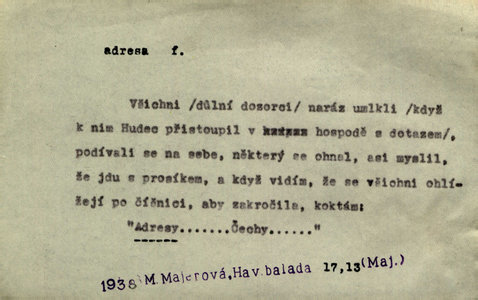 adresa f.
Všichni /důlní dozorci/ naráz umlkli /když
k nim Hudec přistoupil v hospodě s dotazem/,
podívali se na sebe, některý se ohnal, asi myslil,
že jdu s prosíkem, a když vidím, že se všichni ohlí-
žejí po číšnici, aby zakročila, koktám:
"Adresy.......Čechy......"
1938 M. Majerová, Hav. balada 17,13 (Maj.)